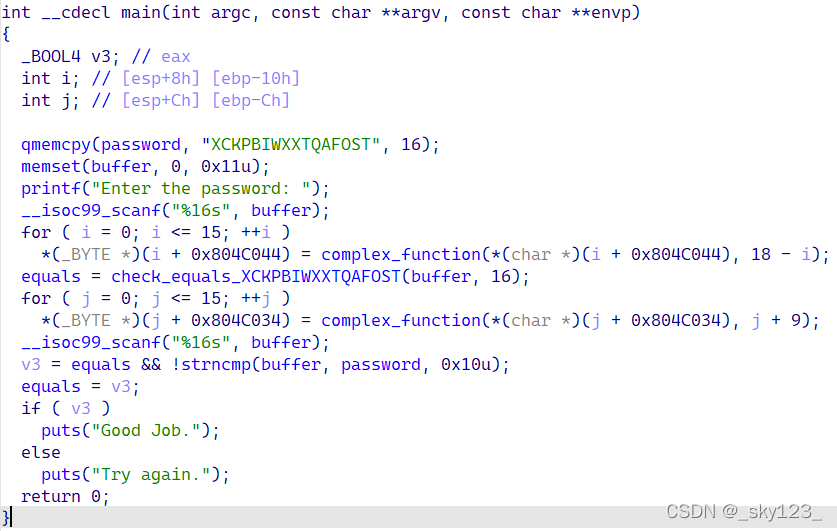 int __cdecl main(int argc, const char **argv, const char **envp)
{
  _BOOL4 v3; // eax
  int i; // [esp+8h] [ebp-10h]
  int j; // [esp+Ch] [ebp-Ch]

  qmemcpy(password, "XCKPBIWXXTQAFOST", 16);
  memset(buffer, 0, 0x11u);
  printf("Enter the password: ");
  __isoc99_scanf("%16s", buffer);
  for ( i = 0; i <= 15; ++i )
    *(_BYTE *)(i + 0x804C044) = complex_function(*(char *)(i + 0x804C044), 18 - i);
  equals = check_equals_XCKPBIWXXTQAFOST(buffer, 16);
  for ( j = 0; j <= 15; ++j )
    *(_BYTE *)(j + 0x804C034) = complex_function(*(char *)(j + 0x804C034), j + 9);
  __isoc99_scanf("%16s", buffer);
  v3 = equals && !strncmp(buffer, password, 0x10u);
  equals = v3;
  if ( v3 )
    puts("Good Job.");
  else
    puts("Try again.");
  return 0;
}
CSDN @_sky123_